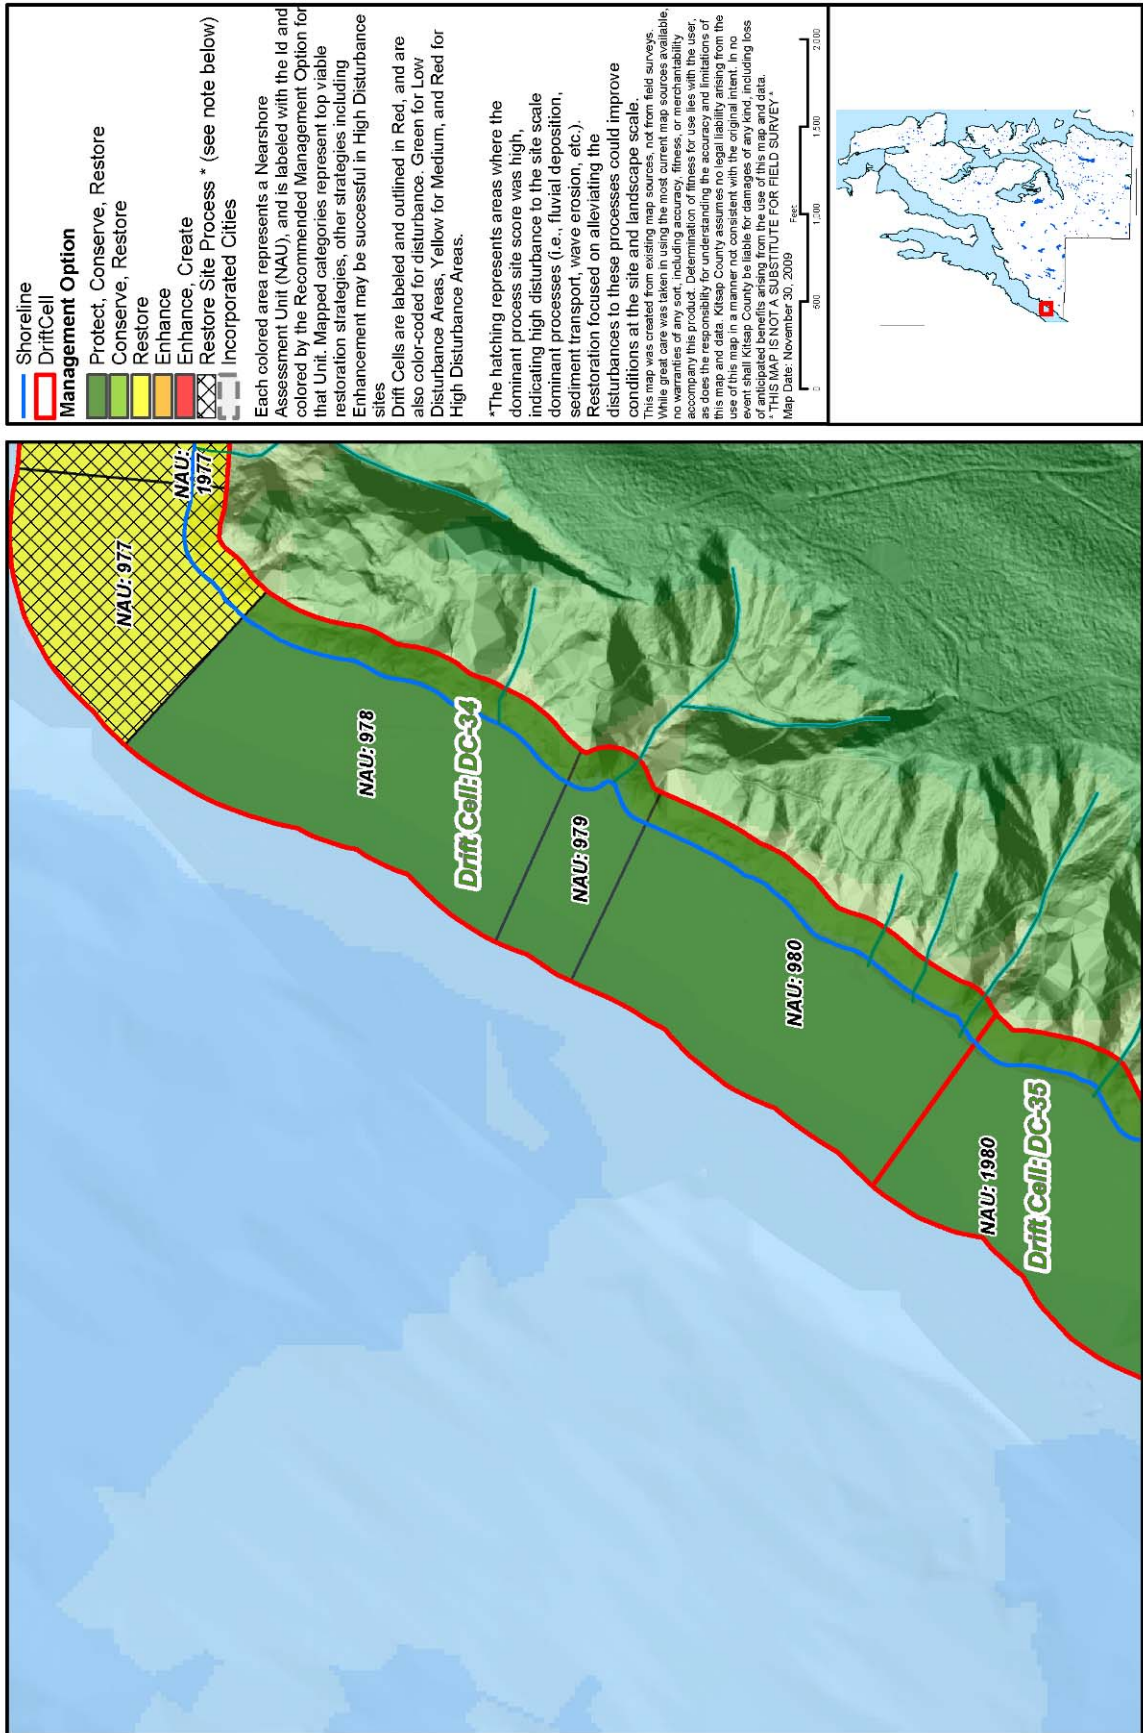 Shoreline
DriftCell
Management Option
Protect, Conserve, Restore
Conserve, Restore
Restore
Enhance
Enhance, Create
Restore Site Process * (see note below)
Incorporated Cities
Each colored area represents a Nearshore
Assessment Unit (NAU), and is labeled with the Id and
colored by the Recommended Management Option for
that Unit. Mapped categories represent top viable
restoration strategies, other strategies including
Enhancement may be successful in High Disturbance
sites
Drift Cells are labeled and outlined in Red, and are
also color-coded for disturbance. Green for Low
Disturbance Areas, Yellow for Medium, and Red for
High Disturbance Areas.
*The hatching represents areas where the
dominant process site score was high,
indicating high disturbance to the site scale
dominant processes (i.e., fluvial deposition,
sediment transport, wave erosion, etc.).
Restoration focused on alleviating the
disturbances to these processes could improve
conditions at the site and landscape scale.
This map was created from existing map sources, not from field surveys.
While great care was taken in using the most current map sources available,
no warranties of any sort, including accuracy, fitness, or merchantability
accompany this product. Determination of fitness for use lies with the user,
as does the responsibility for understanding the accuracy and limitations of
this map and data. Kitsap County assumes no legal liability arising from the
use of this map in a manner not consistent with the original intent. In no
event shall Kitsap County be liable for damages of any kind, including loss
of anticipated benefits arising from the use of this map and data.
* THIS MAP IS NOT A SUBSTITUTE FOR FIELD SURVEY *
Map Date: November 30, 2009
Feet
0 500 1,000 1,500 2,000
NAU:
1977
NAU: 977
NAU: 978
Drift Cell: DC-34
NAU: 979
NAU: 980
NAU: 1980
Drift Cell: DC-35